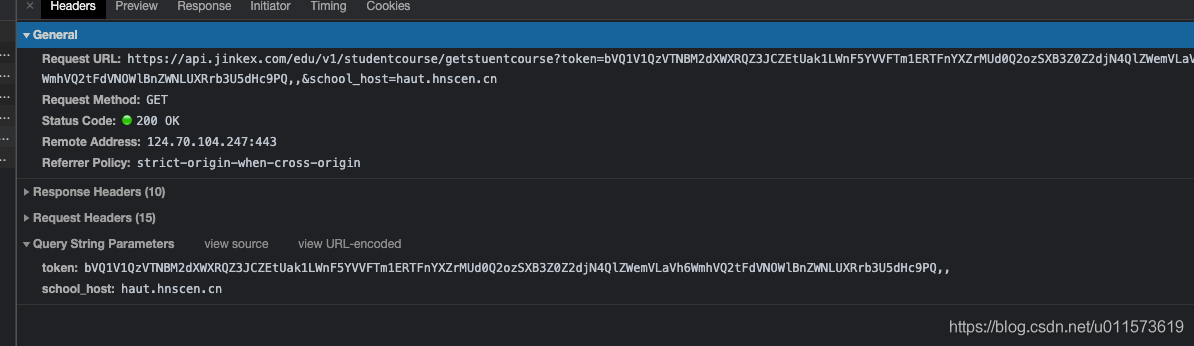 × Headers Preview Response Initiator Timing Cookies
General
Request URL: https://api.jinkex.com/edu/v1/studentcourse/getstuentcourse?token=bVQ1V1QzVTNBM2dXWXRQZ3JCZEtUak1LWnF5YVVFTm1ERTFnYXZrMUd0Q2ozSXB3Z0Z2djN4QlZWemVLaV
WmhVQ2tFdVNOWlBnZWNLUXRrb3U5dHc9PQ,,&school_host=haut.hnscen.cn
Request Method: GET
Status Code: 200 OK
Remote Address: 124.70.104.247:443
Referrer Policy: strict-origin-when-cross-origin
Response Headers (10)
Request Headers (15)
Query String Parameters view source view URL-encoded
token: bVQ1V1QzVTNBM2dXWXRQZ3JCZEtUak1LWnF5YVVFTm1ERTFnYXZrMUd0Q2ozSXB3Z0Z2djN4QlZWemVLaVh6WmhVQ2tFdVNOWlBnZWNLUXRrb3U5dHc9PQ,,
school_host: haut.hnscen.cn
https://blog.csdn.net/u011573619